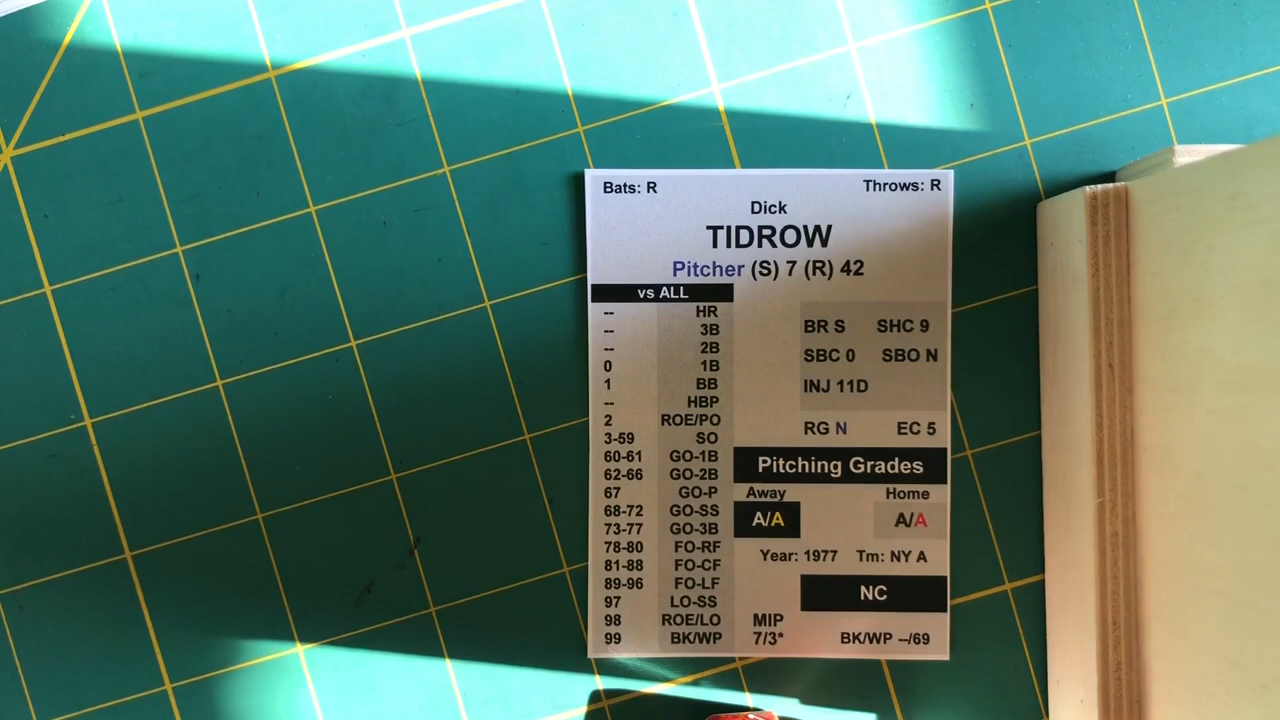 Bats: R Throws: R
Dick
TIDROW
Pitcher (S) 7 (R) 42
vs ALL
-- HR
-- 3B
-- 2B
0 1B
1 BB
-- HBP
2 ROE/PO
3-59 SO
60-61 GO-1B
62-66 GO-2B
67 GO-P
68-72 GO-SS
73-77 GO-3B
78-80 FO-RF
81-88 FO-CF
89-96 FO-LF
97 LO-SS
98 ROE/LO
99 BK/WP
BR S SHC 9
SBC 0 SBO N
INJ 11D
RG N EC 5
Pitching Grades
Away Home
A/A A/A
Year: 1977 Tm: NY A
NC
MIP
7/3* BK/WP --/69